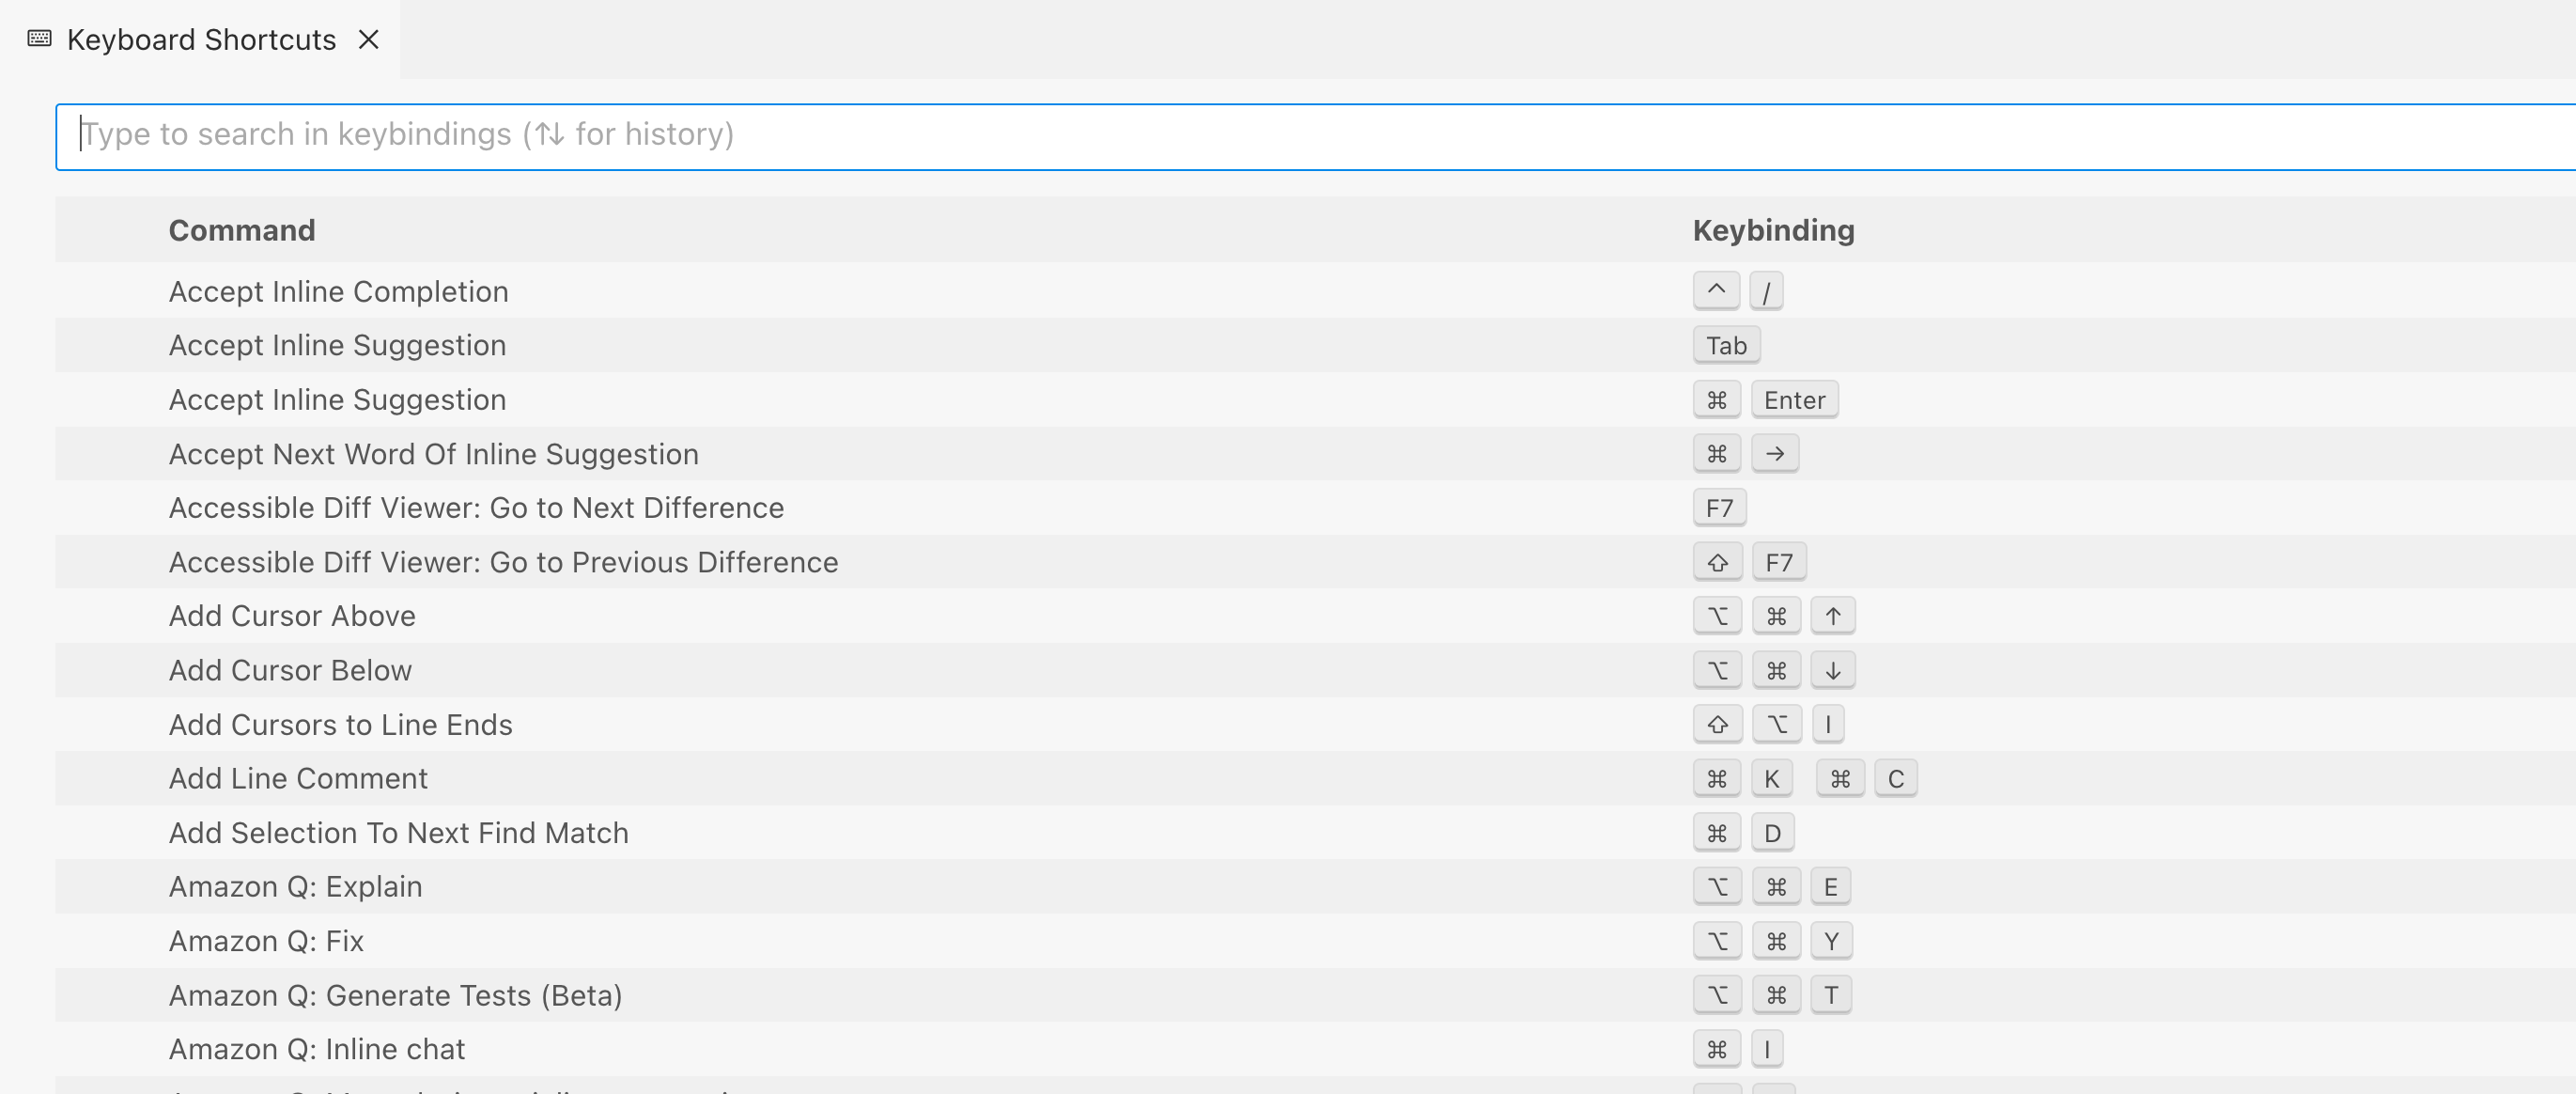 Keyboard Shortcuts
Type to search in keybindings (⇅ for history)
Command Keybinding
Accept Inline Completion ^ /
Accept Inline Suggestion Tab
Accept Inline Suggestion ⌘ Enter
Accept Next Word Of Inline Suggestion ⌘ →
Accessible Diff Viewer: Go to Next Difference F7
Accessible Diff Viewer: Go to Previous Difference ⇧ F7
Add Cursor Above ⌥ ⌘ ↑
Add Cursor Below ⌥ ⌘ ↓
Add Cursors to Line Ends ⇧ ⌥ I
Add Line Comment ⌘ K ⌘ C
Add Selection To Next Find Match ⌘ D
Amazon Q: Explain ⌥ ⌘ E
Amazon Q: Fix ⌥ ⌘ Y
Amazon Q: Generate Tests (Beta) ⌥ ⌘ T
Amazon Q: Inline chat ⌘ I